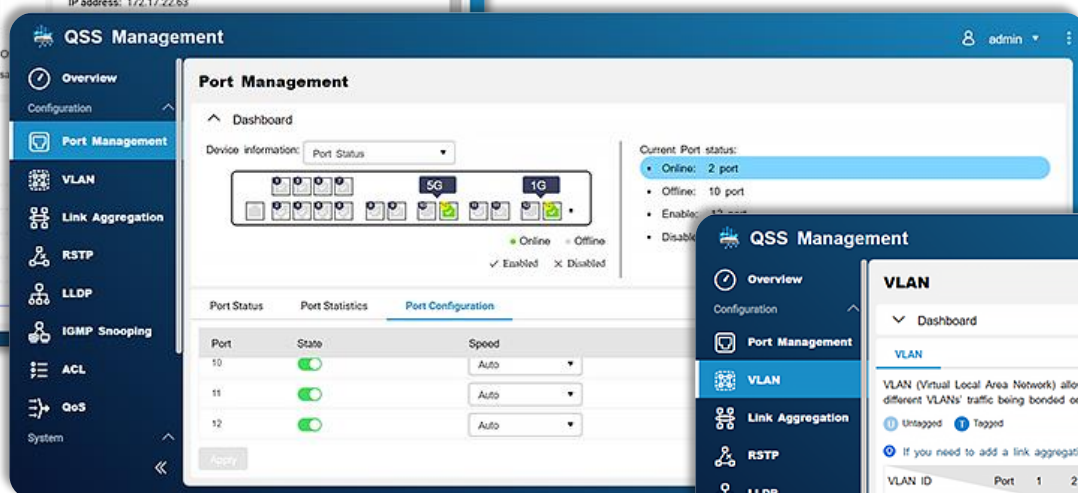 IP address: 172.17.22.63
QSS Management
admin
Overview
Configuration
Port Management
VLAN
Link Aggregation
RSTP
LLDP
IGMP Snooping
ACL
QoS
System
Port Management
Dashboard
Device information: Port Status
5G
1G
Online Offline
Enabled Disabled
Current Port status:
Online: 2 port
Offline: 10 port
Enable: 12 port
Port Status Port Statistics Port Configuration
Port State Speed
10 Auto
11 Auto
12 Auto
Apply
QSS Manage
Overview
Configuration
Port Management
VLAN
Link Aggregation
RSTP
LLDP
VLAN
Dashboard
VLAN
VLAN (Virtual Local Area Network)
different VLANs' traffic being bonded
U Untagged T Tagged
If you need to add a link
VLAN ID Port 1 2